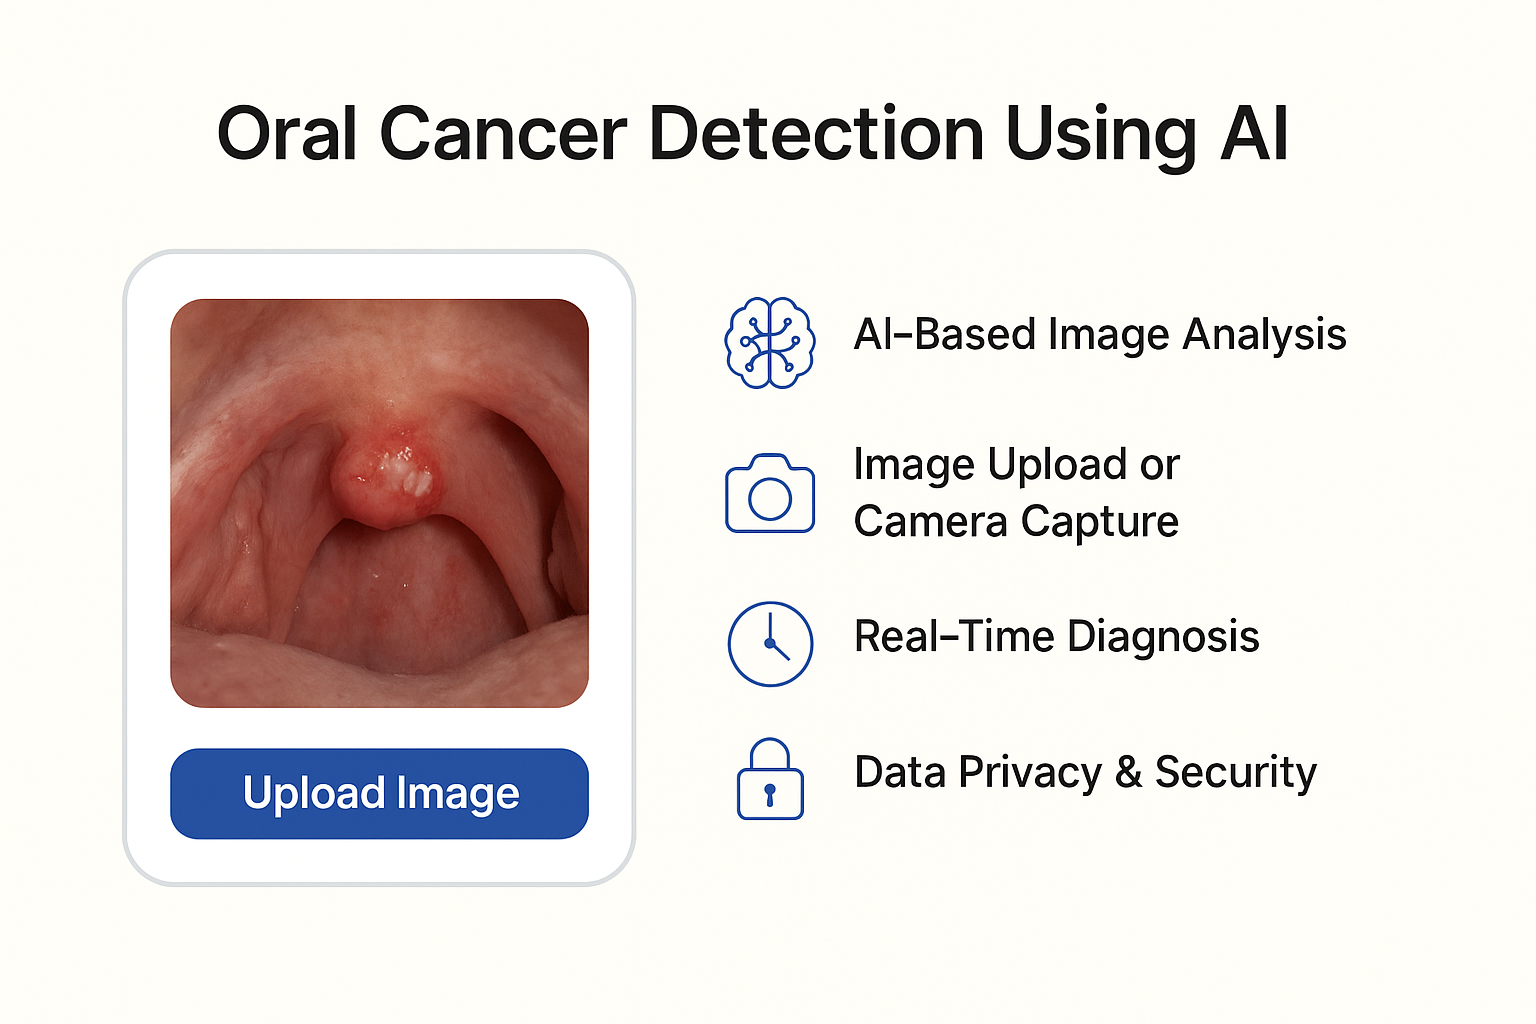 Oral Cancer Detection Using AI
Upload Image
AI-Based Image Analysis
Image Upload or
Camera Capture
Real-Time Diagnosis
Data Privacy & Security